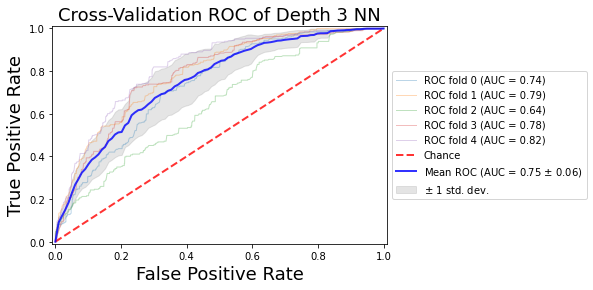 Cross-Validation ROC of Depth 3 NN
True Positive Rate
1.0
0.8
0.6
0.4
0.2
0.0
0.0 0.2 0.4 0.6 0.8 1.0
False Positive Rate
ROC fold 0 (AUC = 0.74)
ROC fold 1 (AUC = 0.79)
ROC fold 2 (AUC = 0.64)
ROC fold 3 (AUC = 0.78)
ROC fold 4 (AUC = 0.82)
Chance
Mean ROC (AUC = 0.75 ± 0.06)
± 1 std. dev.